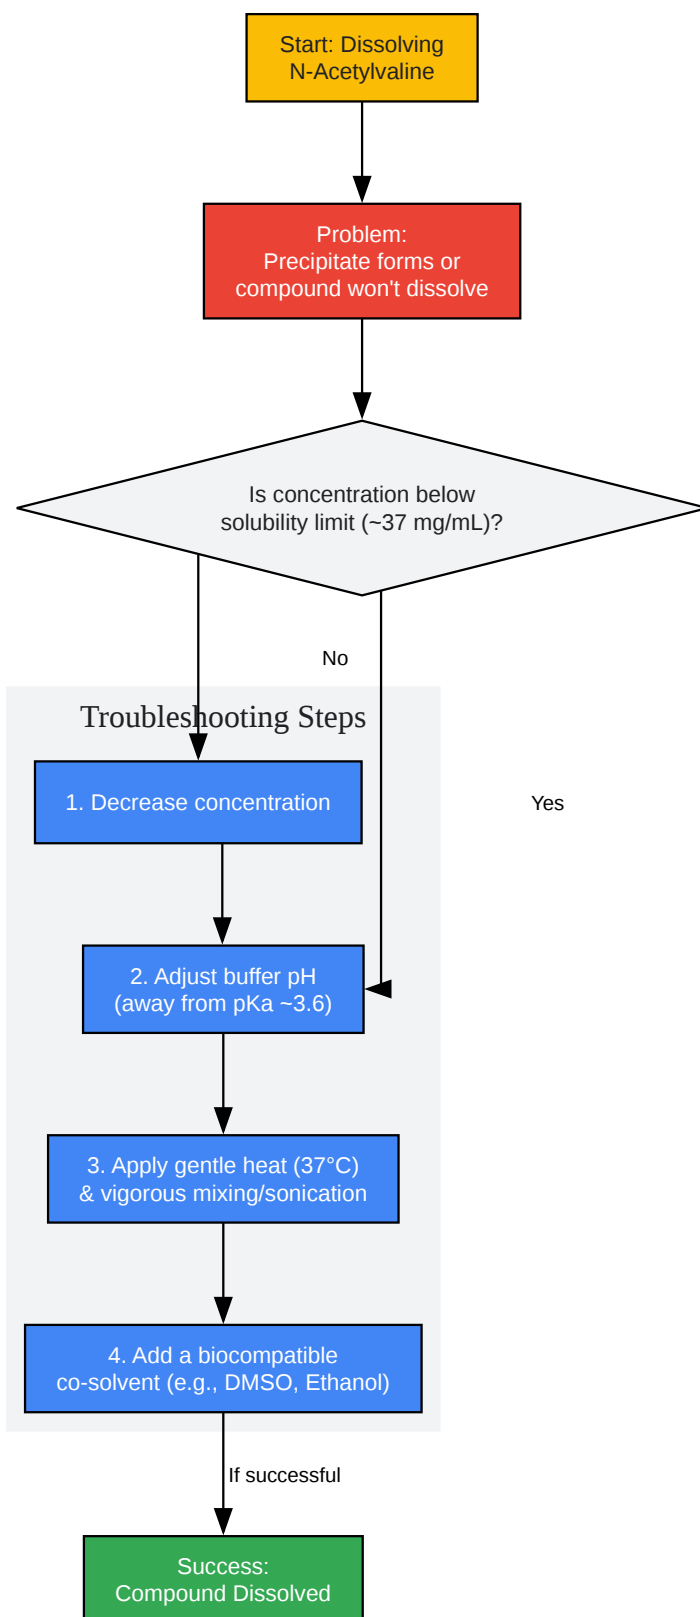 Start: Dissolving
N-Acetylvaline
Problem:
Precipitate forms or
compound won't dissolve
Is concentration below
solubility limit (~37 mg/mL)?
No
Troubleshooting Steps
1. Decrease concentration
Yes
2. Adjust buffer pH
(away from pKa ~3.6)
3. Apply gentle heat (37°C)
& vigorous mixing/sonication
4. Add a biocompatible
co-solvent (e.g., DMSO, Ethanol)
If successful
Success:
Compound Dissolved